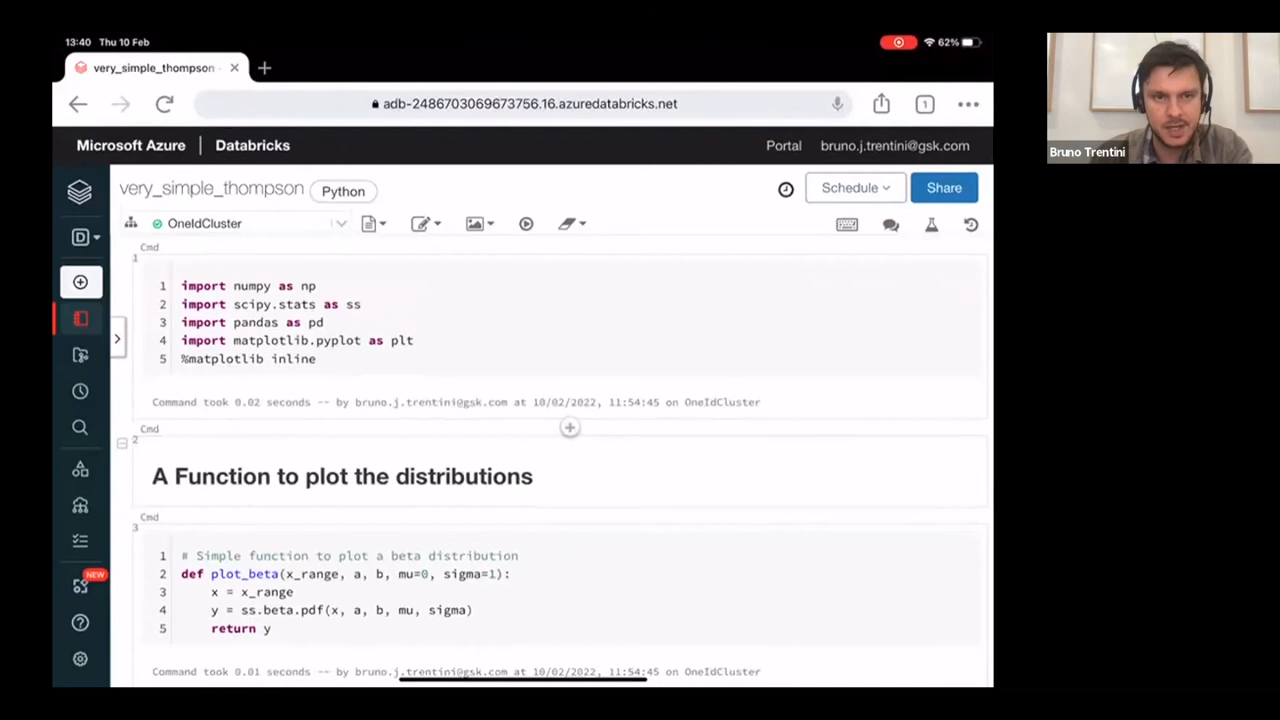 13:40 Thu 10 Feb
62%
very_simple_thompson -
adb-2486703069673756.16.azuredatabricks.net
1
Microsoft Azure | Databricks
Portal bruno.j.trentini@gsk.com
very_simple_thompson Python
Schedule Share
D
OneIdCluster
Cmd
1
1 import numpy as np
2 import scipy.stats as ss
3 import pandas as pd
4 import matplotlib.pyplot as plt
5 %matplotlib inline
Command took 0.02 seconds -- by bruno.j.trentini@gsk.com at 10/02/2022, 11:54:45 on OneIdCluster
Cmd
2
A Function to plot the distributions
Cmd
3
1 # Simple function to plot a beta distribution
2 def plot_beta(x_range, a, b, mu=0, sigma=1):
3 x = x_range
4 y = ss.beta.pdf(x, a, b, mu, sigma)
5 return y
Command took 0.01 seconds -- by bruno.j.trentini@gsk.com at 10/02/2022, 11:54:45 on OneIdCluster
NEW
Bruno Trentini